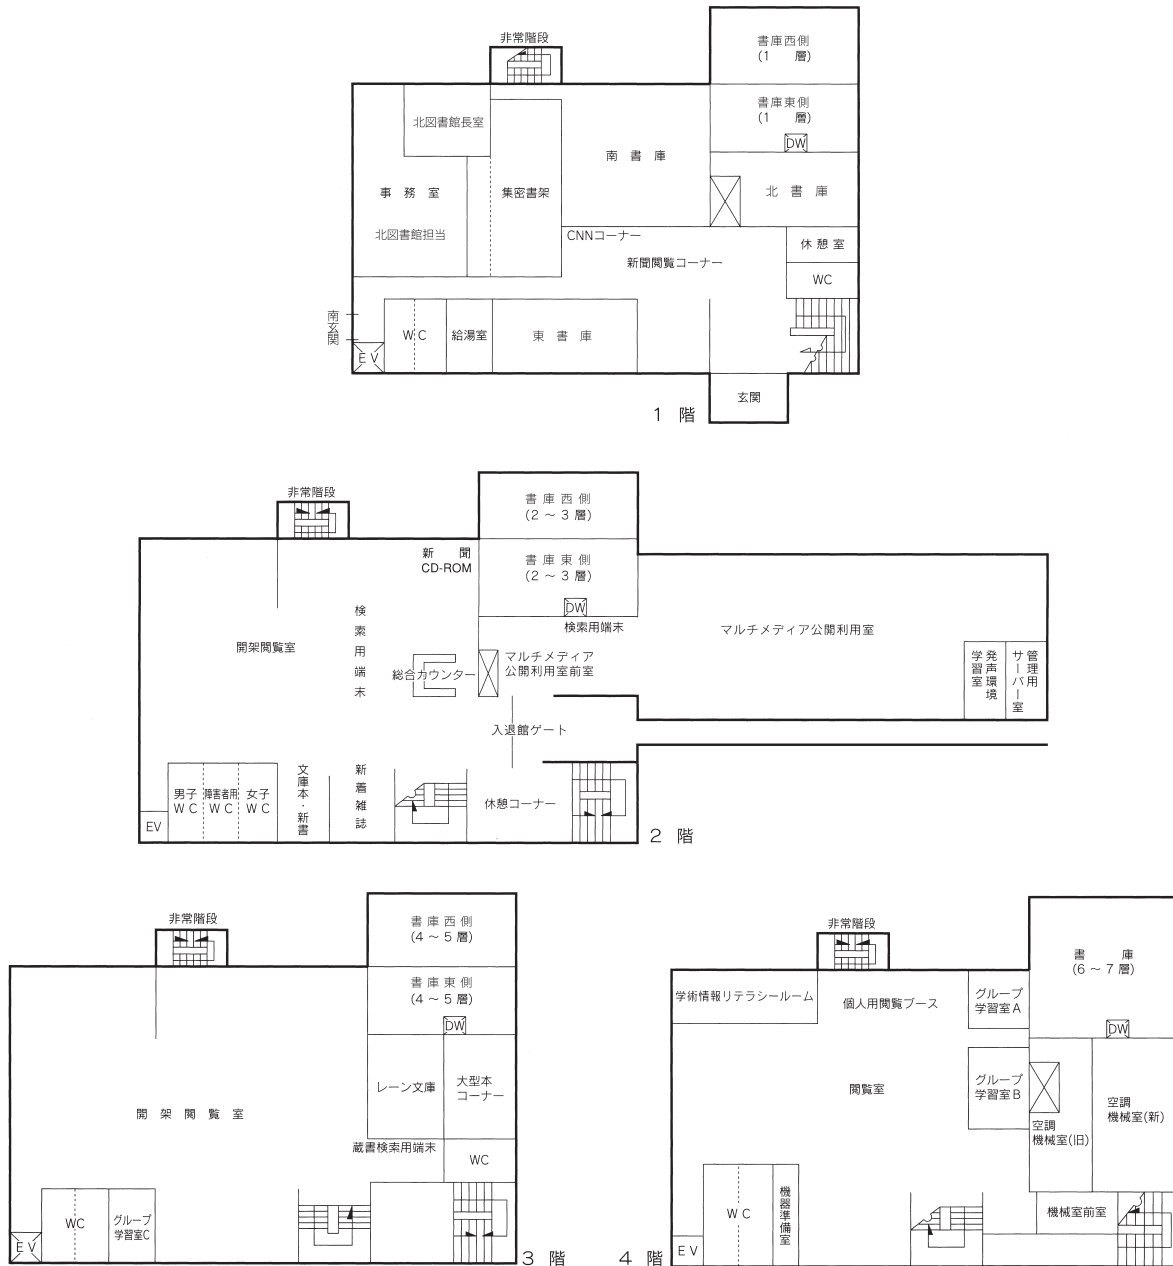 非常階段
書庫西側
(1 層)
書庫東側
(1 層)
DW
北図書館長室
南 書 庫
事 務 室
集密書架
北 書 庫
北図書館担当
CNNコーナー
新聞閲覧コーナー
休 憩 室
WC
南玄関
W C
給湯室
東 書 庫
E V
玄関
1 階
非常階段
書 庫 西 側
(2 ~ 3 層)
新 聞
CD-ROM
書 庫 東 側
(2 ~ 3 層)
DW
検索用端末
検索用端末
マルチメディア公開利用室
開架閲覧室
総合カウンター
マルチメディア
公開利用室前室
発声環境
学習室
管理用
サーバー室
入退館ゲート
男子
W C
障害者用
W C
女子
W C
文庫本・新書
新着雑誌
休憩コーナー
EV
2 階
非常階段
書 庫 西 側
(4 ~ 5 層)
書 庫 東 側
(4 ~ 5 層)
DW
レーン文庫
大型本
コーナー
開 架 閲 覧 室
蔵書検索用端末
WC
WC
グループ
学習室C
E V
3 階
非常階段
書 庫
(6 ~ 7 層)
学術情報リテラシールーム
個人用閲覧ブース
グループ
学習室A
DW
閲覧室
グループ
学習室B
空調
機械室(新)
空調
機械室(旧)
W C
機器準備室
機械室前室
E V
4 階